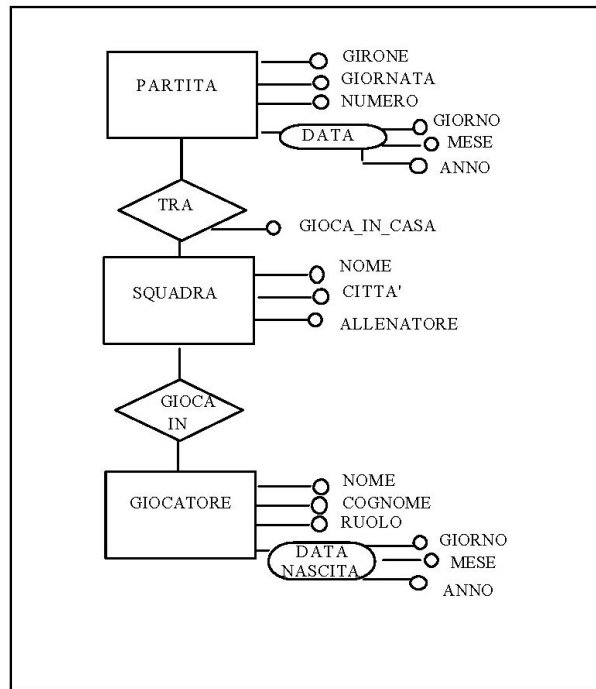 GIRONE
PARTITA
GIORNATA
NUMERO
GIORNO
DATA
MESE
ANNO
TRA
GIOCA_IN_CASA
NOME
SQUADRA
CITTA'
ALLENATORE
GIOCA
IN
NOME
GIOCATORE
COGNOME
RUOLO
GIORNO
DATA
NASCITA
MESE
ANNO